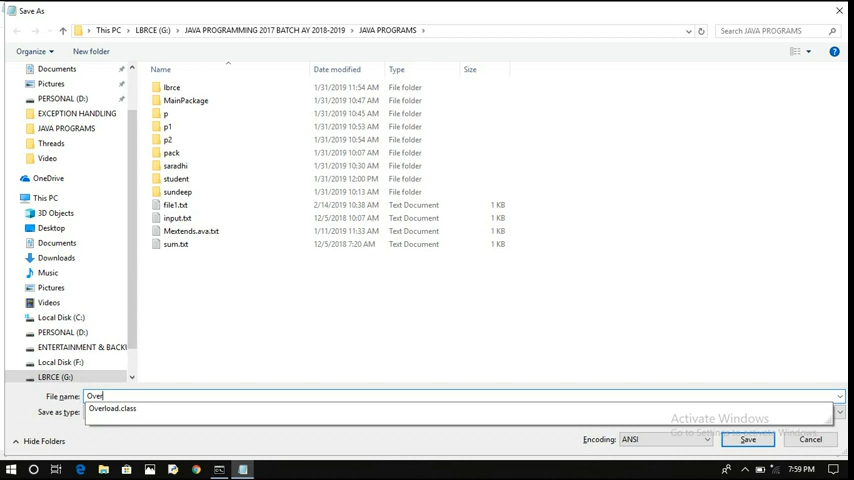 Save As
This PC > LBRCE (G:) > JAVA PROGRAMMING 2017 BATCH AY 2018-2019 > JAVA PROGRAMS >
Search JAVA PROGRAMS
Organize
New folder
Name
Date modified
Type
Size
Documents
Pictures
PERSONAL (D:)
EXCEPTION HANDLING
JAVA PROGRAMS
Threads
Video
OneDrive
This PC
3D Objects
Desktop
Documents
Downloads
Music
Pictures
Videos
Local Disk (C:)
PERSONAL (D:)
ENTERTAINMENT & BACKU
Local Disk (F:)
LBRCE (G:)
lbrce 1/31/2019 11:54 AM File folder
MainPackage 1/31/2019 10:47 AM File folder
p 1/31/2019 10:45 AM File folder
p1 1/31/2019 10:53 AM File folder
p2 1/31/2019 10:54 AM File folder
pack 1/31/2019 10:07 AM File folder
saradhi 1/31/2019 10:30 AM File folder
student 1/31/2019 12:00 PM File folder
sundeep 1/31/2019 10:13 AM File folder
file1.txt 2/14/2019 10:38 AM Text Document 1 KB
input.txt 12/5/2018 10:07 AM Text Document 1 KB
Mextends.ava.txt 1/11/2019 11:33 AM Text Document 1 KB
sum.txt 12/5/2018 7:20 AM Text Document 1 KB
File name: Over
Overload.class
Save as type:
Activate Windows
Go to Settings to activate Windows.
Hide Folders
Encoding: ANSI
Save
Cancel
7:59 PM